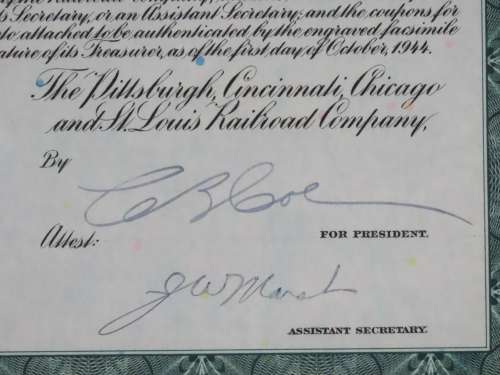 Secretary, or an Assistant Secretary; and the coupons for
attached to be authenticated by the engraved facsimile
ature of its Treasurer, as of the first day of October, 1944.
The Pittsburgh, Cincinnati, Chicago
and St. Louis Railroad Company,
By
FOR PRESIDENT.
Attest:
J W Marsh
ASSISTANT SECRETARY.